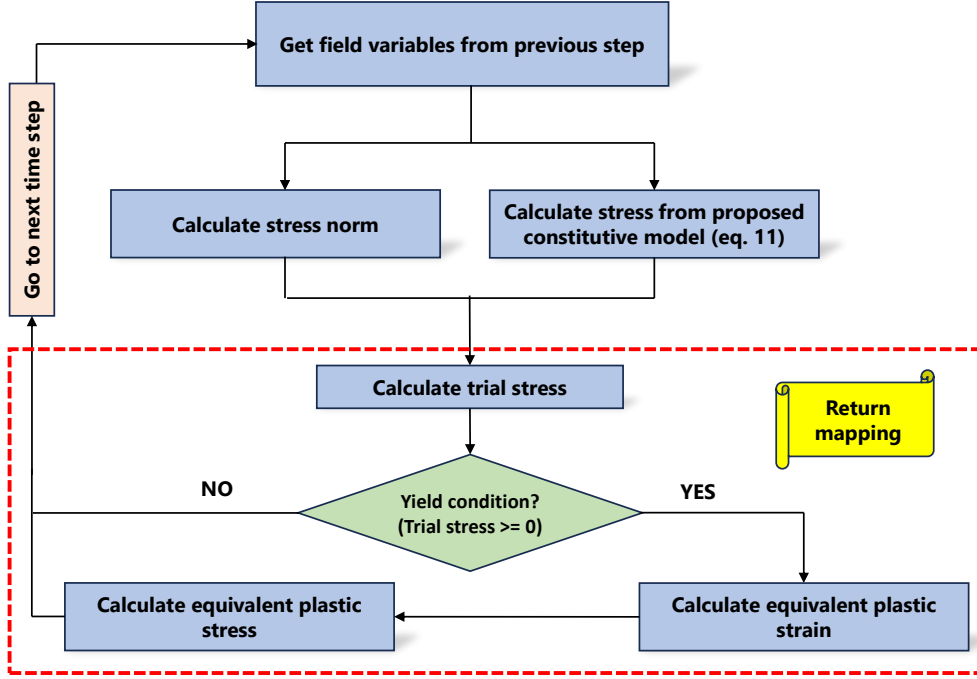 Get field variables from previous step
Go to next time step
Calculate stress norm
Calculate stress from proposed
constitutive model (eq. 11)
Calculate trial stress
Return
mapping
NO
Yield condition?
(Trial stress >= 0)
YES
Calculate equivalent plastic
stress
Calculate equivalent plastic
strain